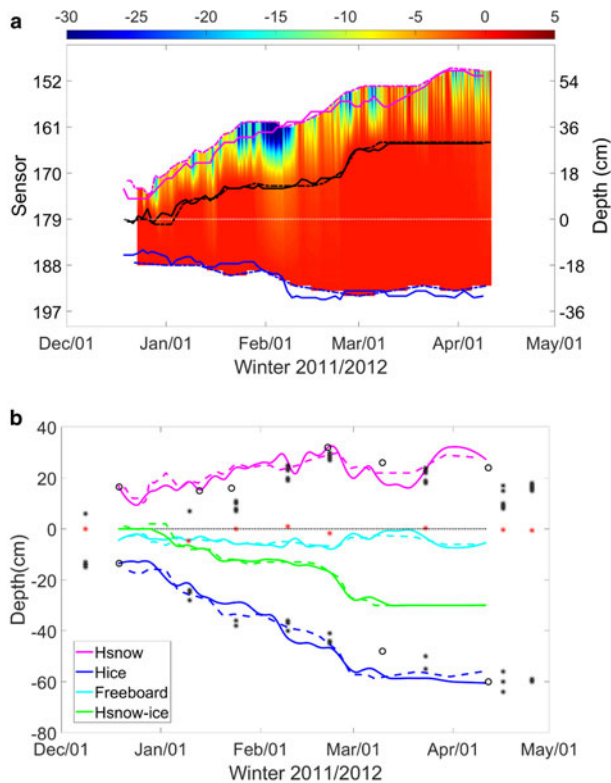 a
-30 -25 -20 -15 -10 -5 0 5
152
161
170
179
188
197
Sensor
54
36
18
0
-18
-36
Depth (cm)
Dec/01 Jan/01 Feb/01 Mar/01 Apr/01 May/01
Winter 2011/2012
b
40
20
0
-20
-40
-60
-80
Depth(cm)
Hsnow
Hice
Freeboard
Hsnow-ice
Dec/01 Jan/01 Feb/01 Mar/01 Apr/01 May/01
Winter 2011/2012